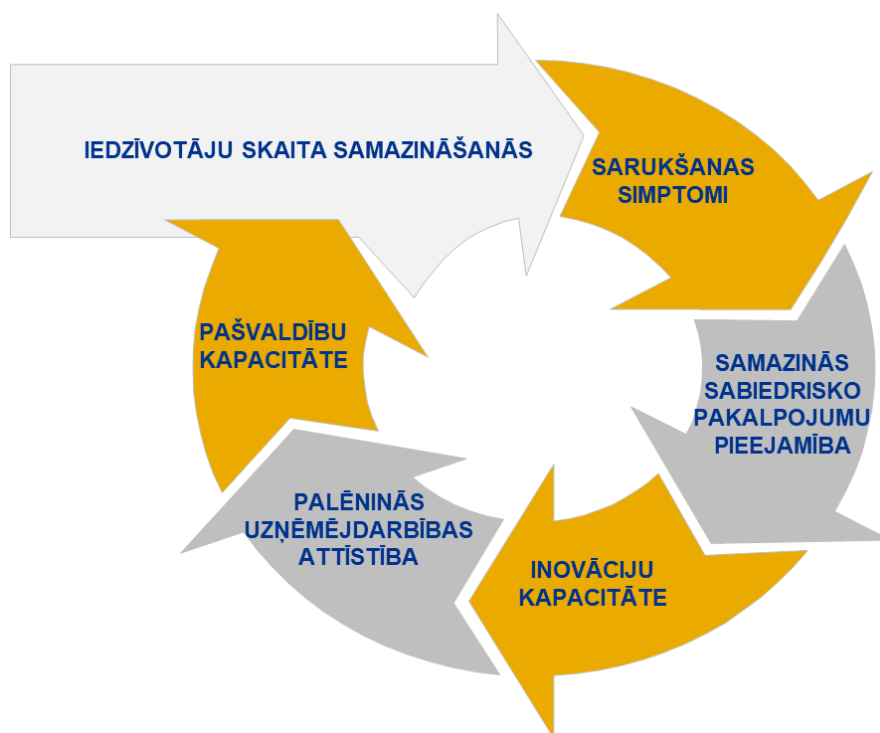 IEDZĪVOTĀJU SKAITA SAMAZINĀŠANĀS
SARUKŠANAS
SIMPTOMI
SAMAZINĀS
SABIEDRISKO
PAKALPOJUMU
PIEEJAMĪBA
INOVĀCIJU
KAPACITĀTE
PALĒNINĀS
UZŅĒMĒJDARBĪBAS
ATTĪSTĪBA
PAŠVALDĪBU
KAPACITĀTE